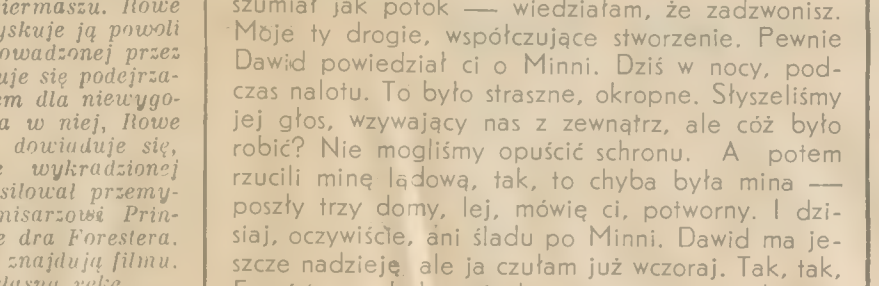 iermaszu. Rowe
yskuje ją powoli
owadzonej przez
uje się podejrza-
em dla niewygo-
a w niej, Rowe
dowiaduje się,
wykradzionej
siłował przemy-
misarzowi Prin-
e dra Forestera.
znajdują filmu.
szumiał jak potok — wiedziałam, że zadzwonisz.
Moje ty drogie, współczujące stworzenie. Pewnie
Dawid powiedział ci o Minni. Dziś w nocy, pod-
czas nalotu. To było straszne, okropne. Słyszeliśmy
jej głos, wzywający nas z zewnątrz, ale cóż było
robić? Nie mogliśmy opuścić schronu. A potem
rzucili minę lądową, tak, to chyba była mina —
poszły trzy domy, lej, mówię ci, potworny. I dzi-
siaj, oczywiście, ani śladu po Minni. Dawid ma je-
szcze nadzieję ale ja czułam już wczoraj. Tak, tak,